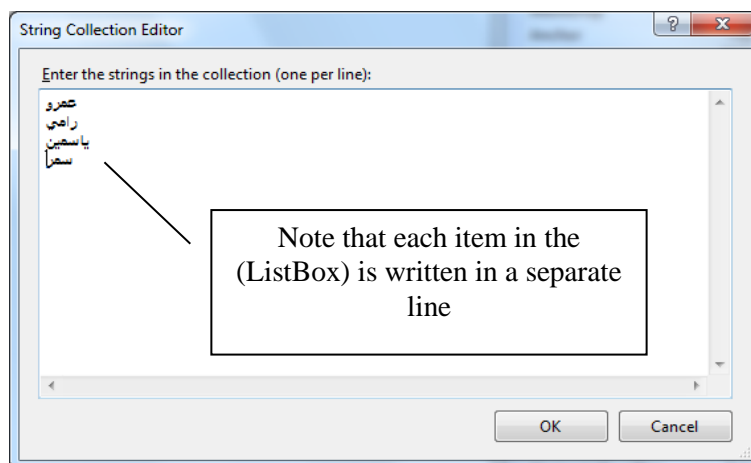 String Collection Editor
Enter the strings in the collection (one per line):
عمرو
رامي
ياسمين
سمر
Note that each item in the
(ListBox) is written in a separate
line
OK
Cancel